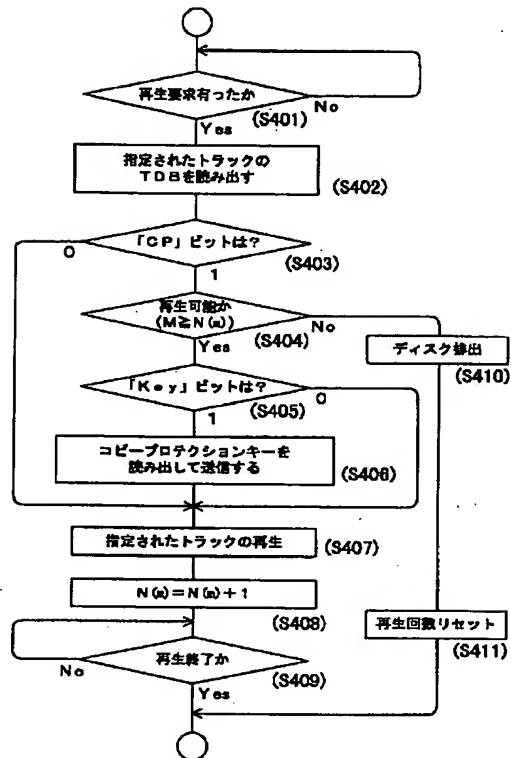 再生要求有ったか
No
Yes
(S401)
指定されたトラックの
TDBを読み出す
(S402)
0
「CP」ビットは?
(S403)
1
再生可能か
(M≧N(m))
No
(S404)
Yes
ディスク排出
(S410)
「Key」ビットは?
0
(S405)
1
コピープロテクションキーを
読み出して送信する
(S406)
指定されたトラックの再生
(S407)
N(m)=N(m)+1
(S408)
再生回数リセット
(S411)
再生終了か
No
(S409)
Yes